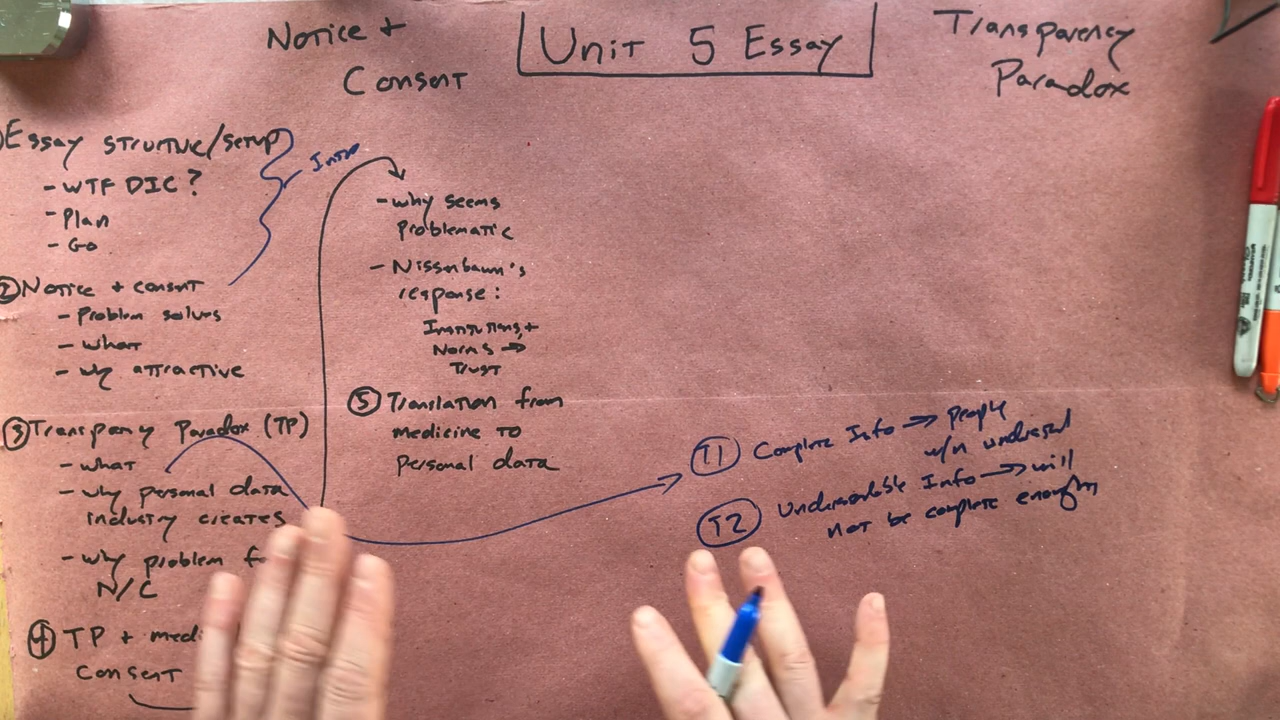 Notice +
Consent
Unit 5 Essay
Transparency
Paradox
Essay structure/setup
- WTF DIC?
- Plan
- Go
Intro
② Notice + consent
- Problem solves
- what
- why attractive
③ Transparency Paradox (TP)
- what
- why personal data
industry creates
- why problem
N/C
④ TP +
Consent
- why seems
Problematic
- Nissenbaum's
response:
Institutions +
Norms →
Trust
⑤ Translation from
medicine to
personal data
T1 Complete Info → people
w/n understand
T2 Understandable Info → will
not be complete enough